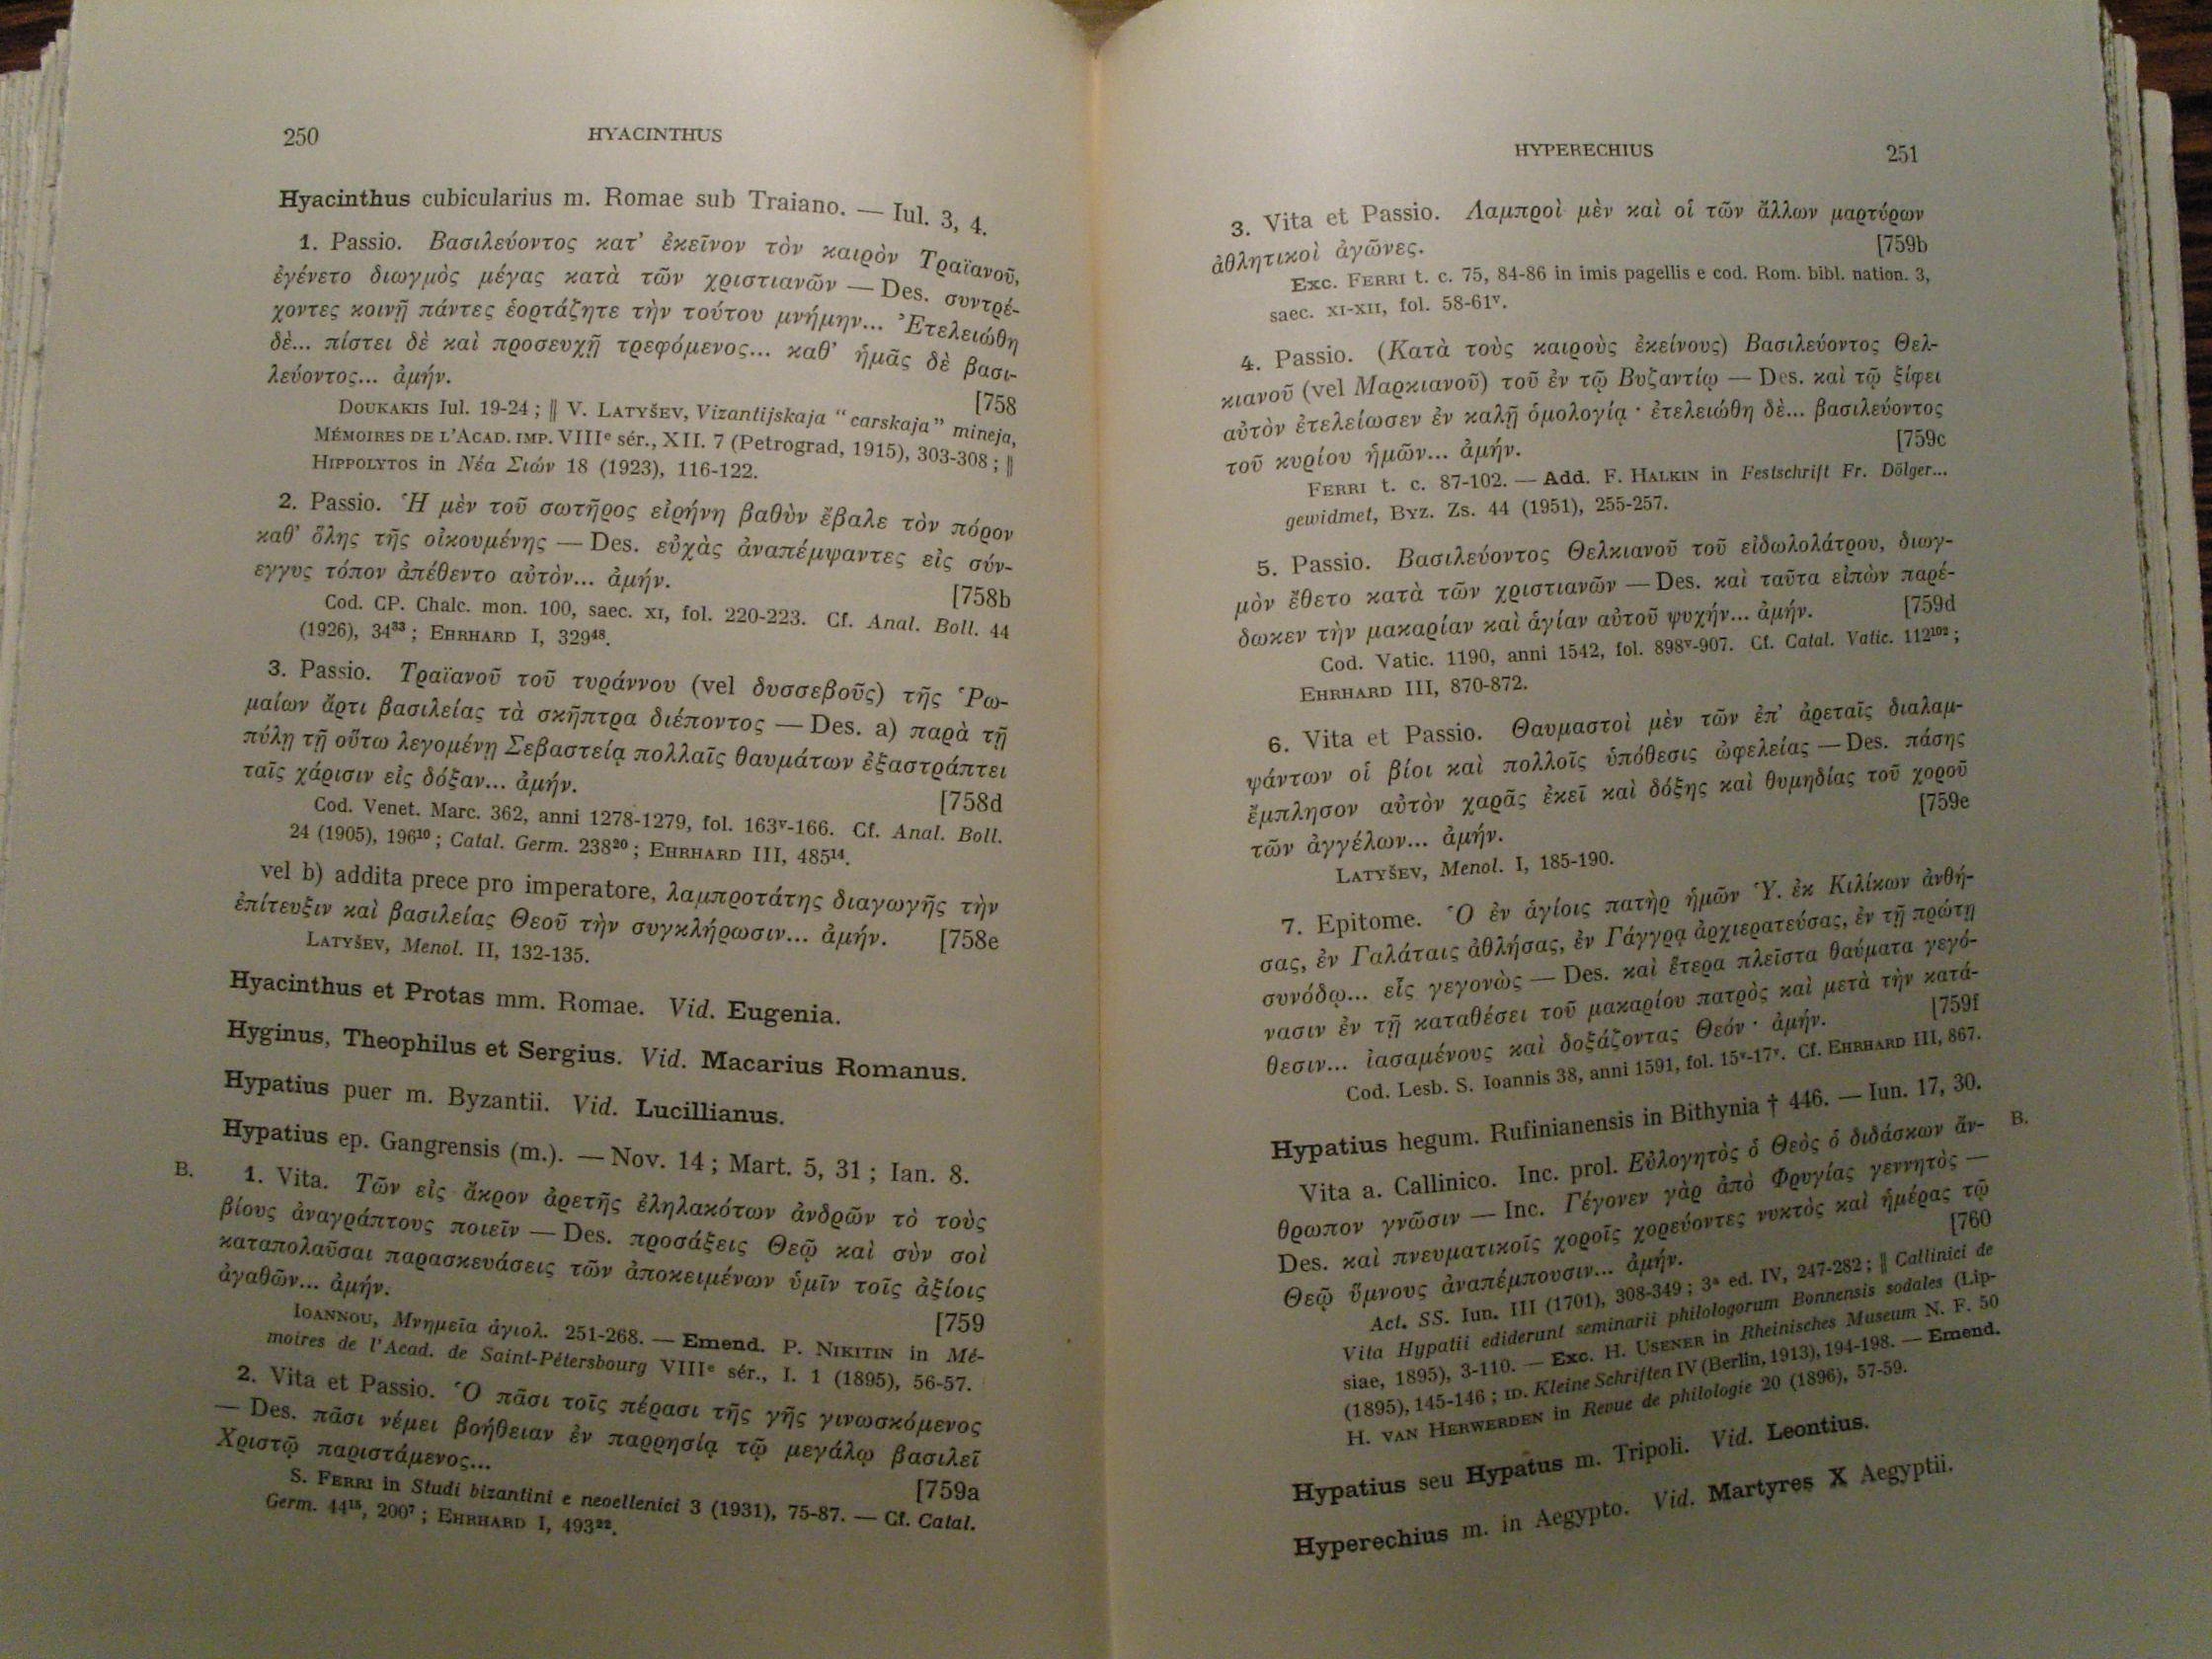 250
HYACINTHUS
Hyacinthus cubicularius m. Romae sub Traiano. — Iul. 3, 4.
1. Passio. Βασιλεύοντος κατ' ἐκεῖνον τὸν καιρὸν Τραϊανοῦ,
ἐγένετο διωγμὸς μέγας κατὰ τῶν χριστιανῶν — Des. συντρέ-
χοντες κοινῇ πάντες ἑορτάζητε τὴν τούτου μνήμην... Ἐτελειώθη
δὲ... πίστει δὲ καὶ προσευχῇ τρεφόμενος... καθ' ἡμᾶς δὲ βασι-
λεύοντος... ἀμήν. [758
DOUKAKIS Iul. 19-24 ; || V. LATYŠEV, Vizantijskaja “carskaja” mineja,
MÉMOIRES DE L'ACAD. IMP. VIIIe sér., XII. 7 (Petrograd, 1915), 303-308 ; ||
HIPPOLYTOS in Νέα Σιών 18 (1923), 116-122.
2. Passio. Ἡ μὲν τοῦ σωτῆρος εἰρήνη βαθὺν ἔβαλε τὸν πόρον
καθ' ὅλης τῆς οἰκουμένης — Des. εὐχὰς ἀναπέμψαντες εἰς σύν-
εγγυς τόπον ἀπέθεντο αὐτὸν... ἀμήν. [758b
Cod. CP. Chalc. mon. 100, saec. XI, fol. 220-223. Cf. Anal. Boll. 44
(1926), 34³³ ; EHRHARD I, 329⁴⁸.
3. Passio. Τραϊανοῦ τοῦ τυράννου (vel δυσσεβοῦς) τῆς Ῥω-
μαίων ἄρτι βασιλείας τὰ σκῆπτρα διέποντος — Des. a) παρὰ τῇ
πύλῃ τῇ οὕτω λεγομένῃ Σεβαστείᾳ πολλαῖς θαυμάτων ἐξαστράπτει
ταῖς χάρισιν εἰς δόξαν... ἀμήν. [758d
Cod. Venet. Marc. 362, anni 1278-1279, fol. 163ᵛ-166. Cf. Anal. Boll.
24 (1905), 196¹⁰ ; Catal. Germ. 238²⁰ ; EHRHARD III, 485¹⁴.
vel b) addita prece pro imperatore, λαμπροτάτης διαγωγῆς τὴν
ἐπίτευξιν καὶ βασιλείας Θεοῦ τὴν συγκλήρωσιν... ἀμήν. [758e
LATYŠEV, Menol. II, 132-135.
Hyacinthus et Protas mm. Romae. Vid. Eugenia.
Hyginus, Theophilus et Sergius. Vid. Macarius Romanus.
Hypatius puer m. Byzantii. Vid. Lucillianus.
Hypatius ep. Gangrensis (m.). — Nov. 14 ; Mart. 5, 31 ; Ian. 8.
B. 1. Vita. Τῶν εἰς ἄκρον ἀρετῆς ἐληλακότων ἀνδρῶν τὸ τοὺς
βίους ἀναγράπτους ποιεῖν — Des. προσάξεις Θεῷ καὶ σὺν σοὶ
καταπολαῦσαι παρασκευάσεις τῶν ἀποκειμένων ὑμῖν τοῖς ἀξίοις
ἀγαθῶν... ἀμήν. [759
IOANNOU, Μνημεῖα ἁγιολ. 251-268. — Emend. P. NIKITIN in Mé-
moires de l'Acad. de Saint-Pétersbourg VIIIe sér., I. 1 (1895), 56-57.
2. Vita et Passio. Ὁ πᾶσι τοῖς πέρασι τῆς γῆς γινωσκόμενος
— Des. πᾶσι νέμει βοήθειαν ἐν παρρησίᾳ τῷ μεγάλῳ βασιλεῖ
Χριστῷ παριστάμενος... [759a
S. FERRI in Studi bizantini e neoellenici 3 (1931), 75-87. — Cf. Catal.
Germ. 44¹⁵, 200⁷ ; EHRHARD I, 493²².
HYPERECHIUS
251
3. Vita et Passio. Λαμπροὶ μὲν καὶ οἱ τῶν ἄλλων μαρτύρων
ἀθλητικοὶ ἀγῶνες. [759b
Exc. FERRI t. c. 75, 84-86 in imis pagellis e cod. Rom. bibl. nation. 3,
saec. XI-XII, fol. 58-61ᵛ.
4. Passio. (Κατὰ τοὺς καιροὺς ἐκείνους) Βασιλεύοντος Θελ-
κιανοῦ (vel Μαρκιανοῦ) τοῦ ἐν τῷ Βυζαντίῳ — Des. καὶ τῷ ξίφει
αὐτὸν ἐτελείωσεν ἐν καλῇ ὁμολογίᾳ · ἐτελειώθη δὲ... βασιλεύοντος
τοῦ κυρίου ἡμῶν... ἀμήν. [759c
FERRI t. c. 87-102. — Add. F. HALKIN in Festschrift Fr. Dölger...
gewidmet, BYZ. ZS. 44 (1951), 255-257.
5. Passio. Βασιλεύοντος Θελκιανοῦ τοῦ εἰδωλολάτρου, διωγ-
μὸν ἔθετο κατὰ τῶν χριστιανῶν — Des. καὶ ταῦτα εἰπὼν παρέ-
δωκεν τὴν μακαρίαν καὶ ἁγίαν αὐτοῦ ψυχήν... ἀμήν. [759d
Cod. Vatic. 1190, anni 1542, fol. 898ᵛ-907. Cf. Catal. Vatic. 112¹⁰² ;
EHRHARD III, 870-872.
6. Vita et Passio. Θαυμαστοὶ μὲν τῶν ἐπ' ἀρεταῖς διαλαμ-
ψάντων οἱ βίοι καὶ πολλοῖς ὑπόθεσις ὠφελείας — Des. πάσης
ἔμπλησον αὐτὸν χαρᾶς ἐκεῖ καὶ δόξης καὶ θυμηδίας τοῦ χοροῦ
τῶν ἀγγέλων... ἀμήν. [759e
LATYŠEV, Menol. I, 185-190.
7. Epitome. Ὁ ἐν ἁγίοις πατὴρ ἡμῶν Ὑ. ἐκ Κιλίκων ἀνθή-
σας, ἐν Γαλάταις ἀθλήσας, ἐν Γάγγρᾳ ἀρχιερατεύσας, ἐν τῇ πρώτῃ
συνόδῳ... εἷς γεγονὼς — Des. καὶ ἕτερα πλεῖστα θαύματα γεγό-
νασιν ἐν τῇ καταθέσει τοῦ μακαρίου πατρὸς καὶ μετὰ τὴν κατά-
θεσιν... ἰασαμένους καὶ δοξάζοντας Θεόν · ἀμήν. [759f
Cod. Lesb. S. Ioannis 38, anni 1591, fol. 15ᵛ-17ᵛ. Cf. EHRHARD III, 867.
Hypatius hegum. Rufinianensis in Bithynia † 446. — Iun. 17, 30.
Vita a. Callinico. Inc. prol. Εὐλογητὸς ὁ Θεὸς ὁ διδάσκων ἄν- B.
θρωπον γνῶσιν — Inc. Γέγονεν γὰρ ἀπὸ Φρυγίας γεννητὸς —
Des. καὶ πνευματικοῖς χοροῖς χορεύοντες νυκτὸς καὶ ἡμέρας τῷ
Θεῷ ὕμνους ἀναπέμπουσιν... ἀμήν. [760
Act. SS. Iun. III (1701), 308-349 ; 3ᵃ ed. IV, 247-282 ; || Callinici de
Vita Hypatii ediderunt seminarii philologorum Bonnensis sodales (Lip-
siae, 1895), 3-110. — Exc. H. USENER in Rheinisches Museum N. F. 50
(1895), 145-146 ; ID. Kleine Schriften IV (Berlin, 1913), 194-198. — Emend.
H. VAN HERWERDEN in Revue de philologie 20 (1896), 57-59.
Hypatius seu Hypatus m. Tripoli. Vid. Leontius.
Hyperechius m. in Aegypto. Vid. Martyres X Aegyptii.